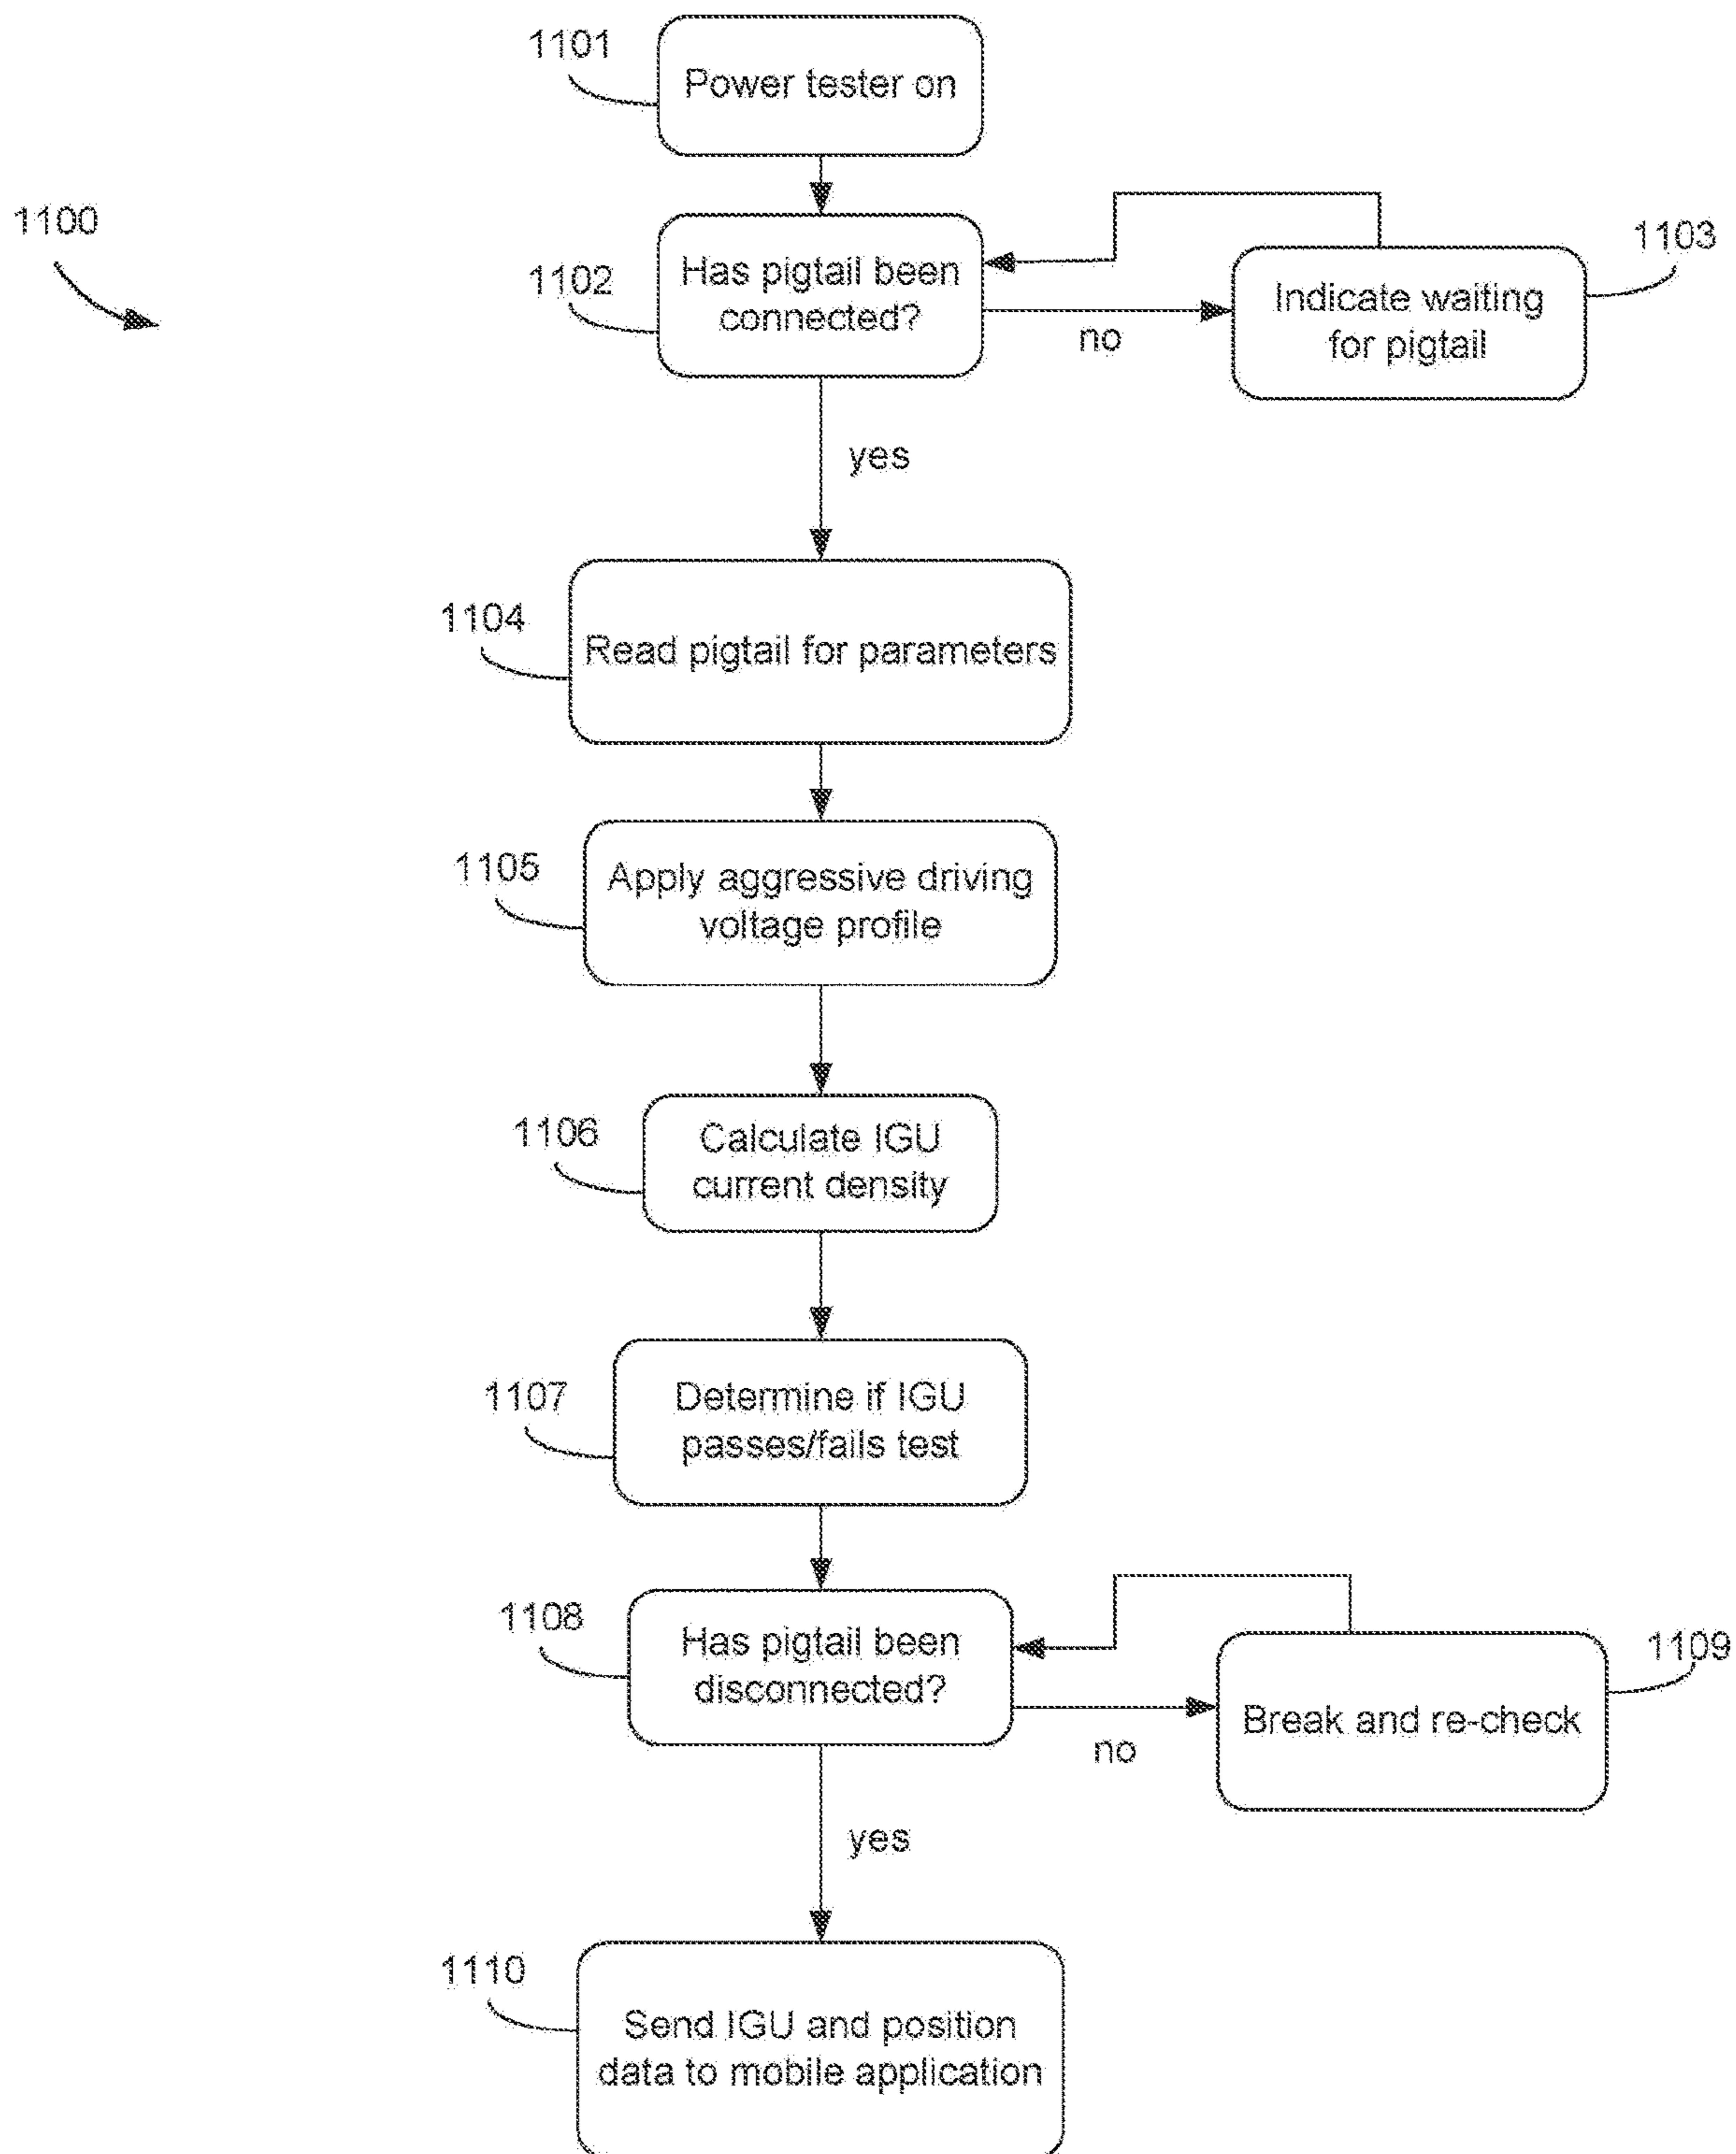 1101
Power tester on
1100
1102
Has pigtail been
connected?
no
1103
Indicate waiting
for pigtail
yes
1104
Read pigtail for parameters
1105
Apply aggressive driving
voltage profile
1106
Calculate IGU
current density
1107
Determine if IGU
passes/fails test
1108
Has pigtail been
disconnected?
no
1109
Break and re-check
yes
1110
Send IGU and position
data to mobile application